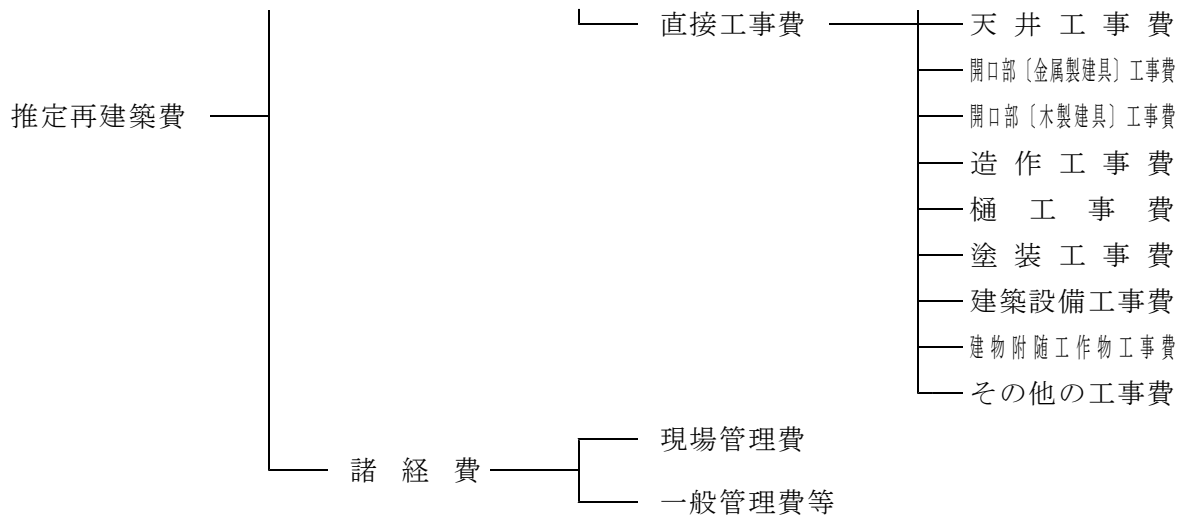 直接工事費 天井工事費
開口部〔金属製建具〕工事費
推定再建築費 開口部〔木製建具〕工事費
造作工事費
樋工事費
塗装工事費
建築設備工事費
建物附随工作物工事費
その他の工事費
現場管理費
諸経費
一般管理費等